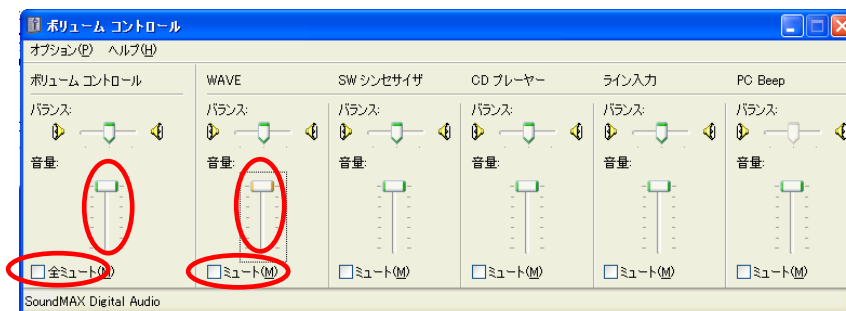 ボリューム コントロール
オプション(P) ヘルプ(H)
ボリューム コントロール WAVE SW シンセサイザ CD プレーヤー ライン入力 PC Beep
バランス: バランス: バランス: バランス: バランス: バランス:
音量: 音量: 音量: 音量: 音量: 音量:
全ミュート(M) ミュート(M) ミュート(M) ミュート(M) ミュート(M) ミュート(M)
SoundMAX Digital Audio